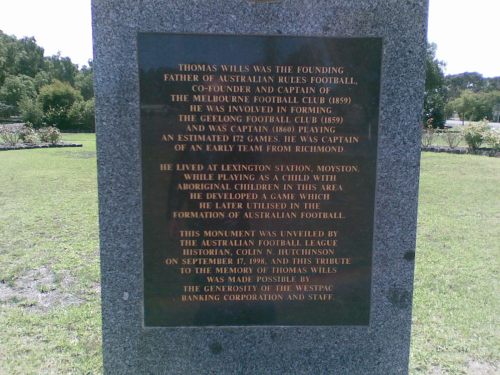 THOMAS WILLS WAS THE FOUNDING
FATHER OF AUSTRALIAN RULES FOOTBALL,
CO-FOUNDER AND CAPTAIN OF
THE MELBOURNE FOOTBALL CLUB (1859)
HE WAS INVOLVED IN FORMING
THE GEELONG FOOTBALL CLUB (1859)
AND WAS CAPTAIN (1860) PLAYING
AN ESTIMATED 172 GAMES. HE WAS CAPTAIN
OF AN EARLY TEAM FROM RICHMOND.
HE LIVED AT LEXINGTON STATION, MOYSTON.
WHILE PLAYING AS A CHILD WITH
ABORIGINAL CHILDREN IN THIS AREA
HE DEVELOPED A GAME WHICH
HE LATER UTILISED IN THE
FORMATION OF AUSTRALIAN FOOTBALL.
THIS MONUMENT WAS UNVEILED BY
THE AUSTRALIAN FOOTBALL LEAGUE
HISTORIAN, COLIN N. HUTCHINSON
ON SEPTEMBER 17, 1998, AND THIS TRIBUTE
TO THE MEMORY OF THOMAS WILLS
WAS MADE POSSIBLE BY
THE GENEROSITY OF THE WESTPAC
BANKING CORPORATION AND STAFF.